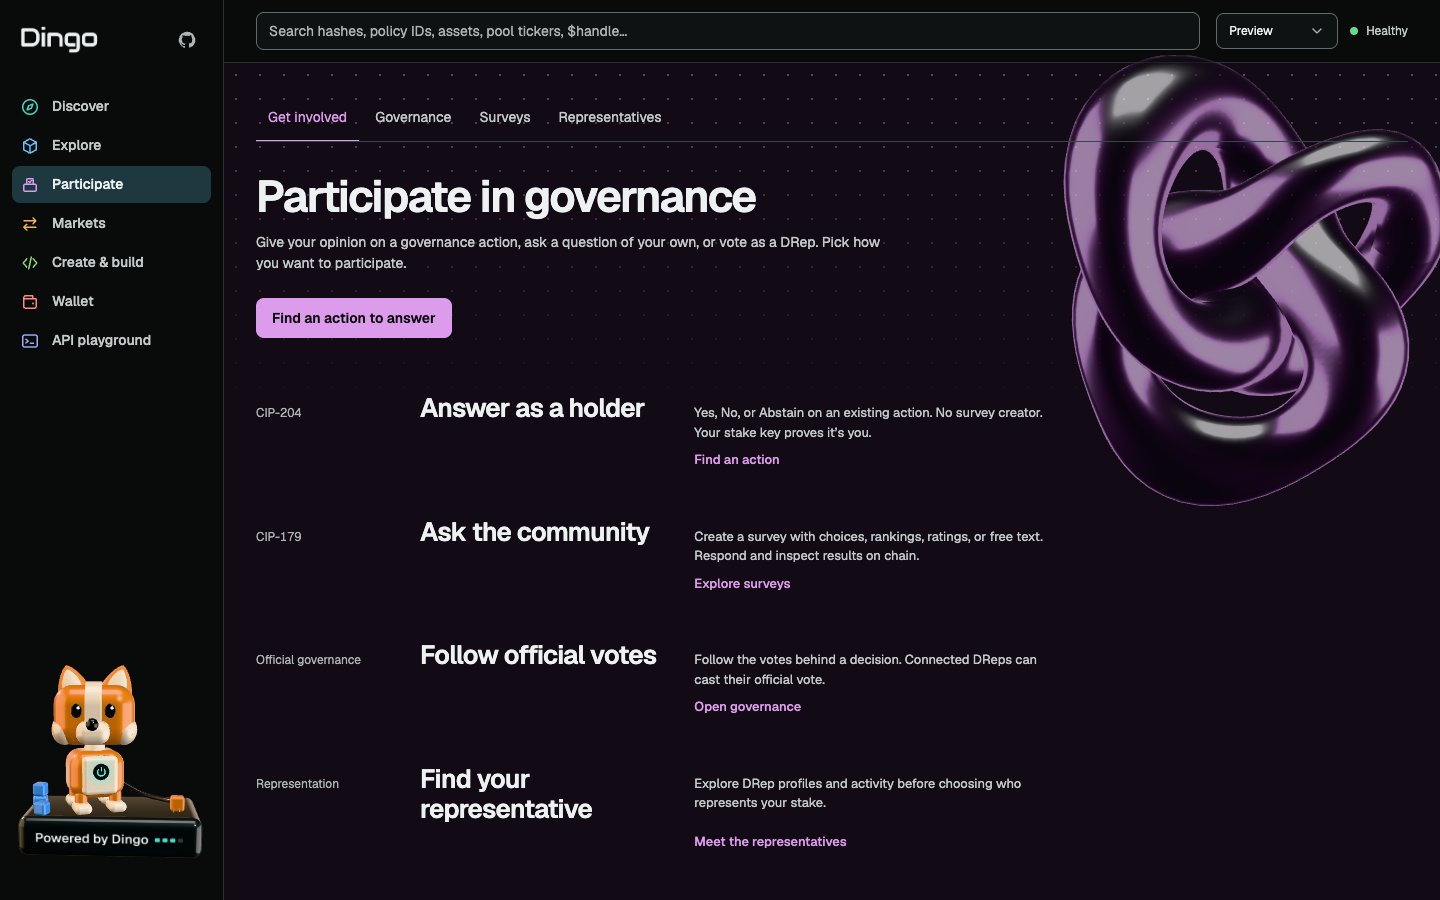 Dingo
Search hashes, policy IDs, assets, pool tickers, $handle...
Preview
Healthy
Discover
Explore
Participate
Markets
Create & build
Wallet
API playground
Get involved
Governance
Surveys
Representatives
Participate in governance
Give your opinion on a governance action, ask a question of your own, or vote as a DRep. Pick how
you want to participate.
Find an action to answer
CIP-204
Answer as a holder
Yes, No, or Abstain on an existing action. No survey creator.
Your stake key proves it's you.
Find an action
CIP-179
Ask the community
Create a survey with choices, rankings, ratings, or free text.
Respond and inspect results on chain.
Explore surveys
Official governance
Follow official votes
Follow the votes behind a decision. Connected DReps can
cast their official vote.
Open governance
Representation
Find your
representative
Explore DRep profiles and activity before choosing who
represents your stake.
Meet the representatives
Powered by Dingo